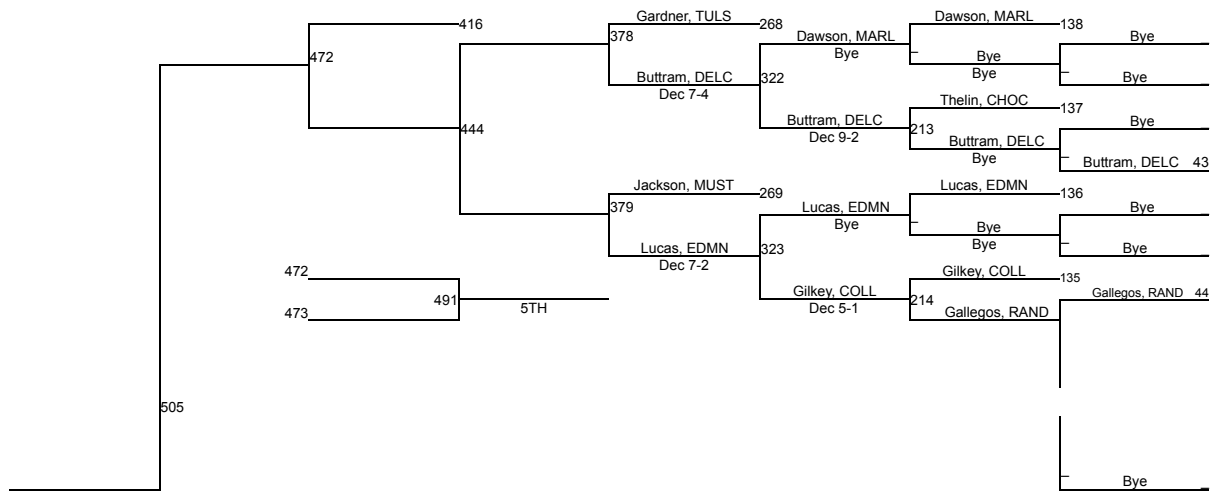 416
Gardner, TULS 268
Dawson, MARL 138
472
378
Dawson, MARL
Bye
Bye
Bye
Bye
Buttram, DELC
Dec 7-4
322
Bye
Thelin, CHOC 137
444
Buttram, DELC
Dec 9-2
213
Bye
Buttram, DELC
Bye
Buttram, DELC 43
Jackson, MUST 269
Lucas, EDMN 136
379
Lucas, EDMN
Bye
Bye
Bye
Bye
Lucas, EDMN
Dec 7-2
323
Bye
472
Gilkey, COLL 135
491
5TH
Gilkey, COLL
Dec 5-1
214
Gallegos, RAND 44
473
Gallegos, RAND
505
Bye